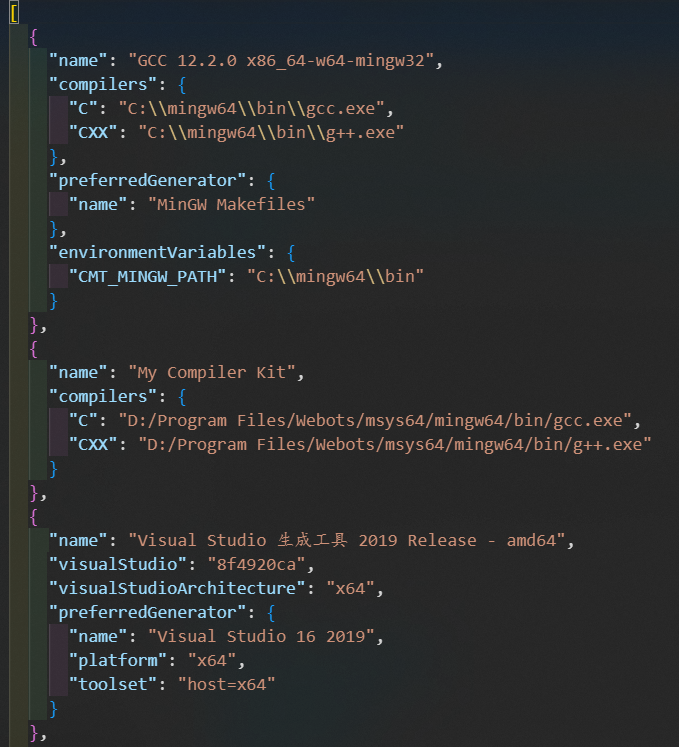 [
  {
    "name": "GCC 12.2.0 x86_64-w64-mingw32",
    "compilers": {
      "C": "C:\\mingw64\\bin\\gcc.exe",
      "CXX": "C:\\mingw64\\bin\\g++.exe"
    },
    "preferredGenerator": {
      "name": "MinGW Makefiles"
    },
    "environmentVariables": {
      "CMT_MINGW_PATH": "C:\\mingw64\\bin"
    }
  },
  {
    "name": "My Compiler Kit",
    "compilers": {
      "C": "D:/Program Files/Webots/msys64/mingw64/bin/gcc.exe",
      "CXX": "D:/Program Files/Webots/msys64/mingw64/bin/g++.exe"
    }
  },
  {
    "name": "Visual Studio 生成工具 2019 Release - amd64",
    "visualStudio": "8f4920ca",
    "visualStudioArchitecture": "x64",
    "preferredGenerator": {
      "name": "Visual Studio 16 2019",
      "platform": "x64",
      "toolset": "host=x64"
    }
  },